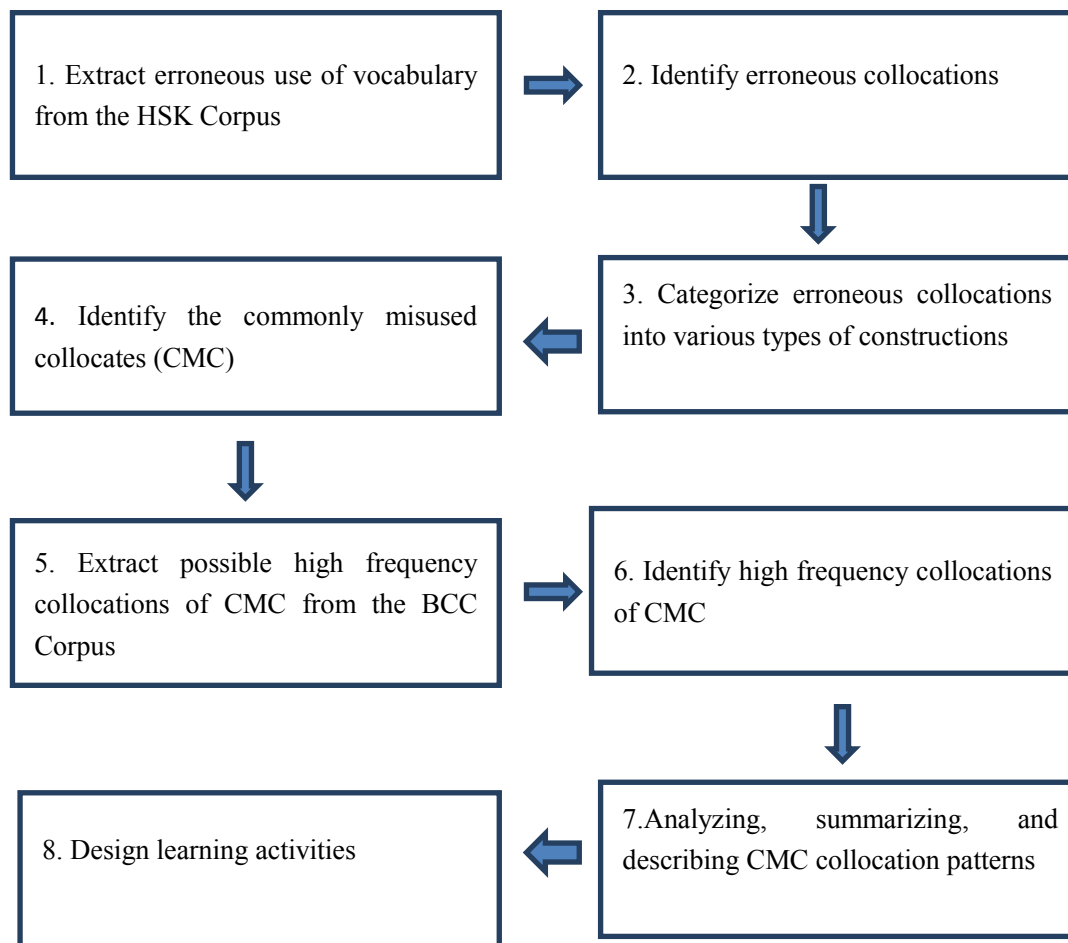 1. Extract erroneous use of vocabulary
from the HSK Corpus
2. Identify erroneous collocations
3. Categorize erroneous collocations
into various types of constructions
4. Identify the commonly misused
collocates (CMC)
5. Extract possible high frequency
collocations of CMC from the BCC
Corpus
6. Identify high frequency collocations
of CMC
7.Analyzing, summarizing, and
describing CMC collocation patterns
8. Design learning activities